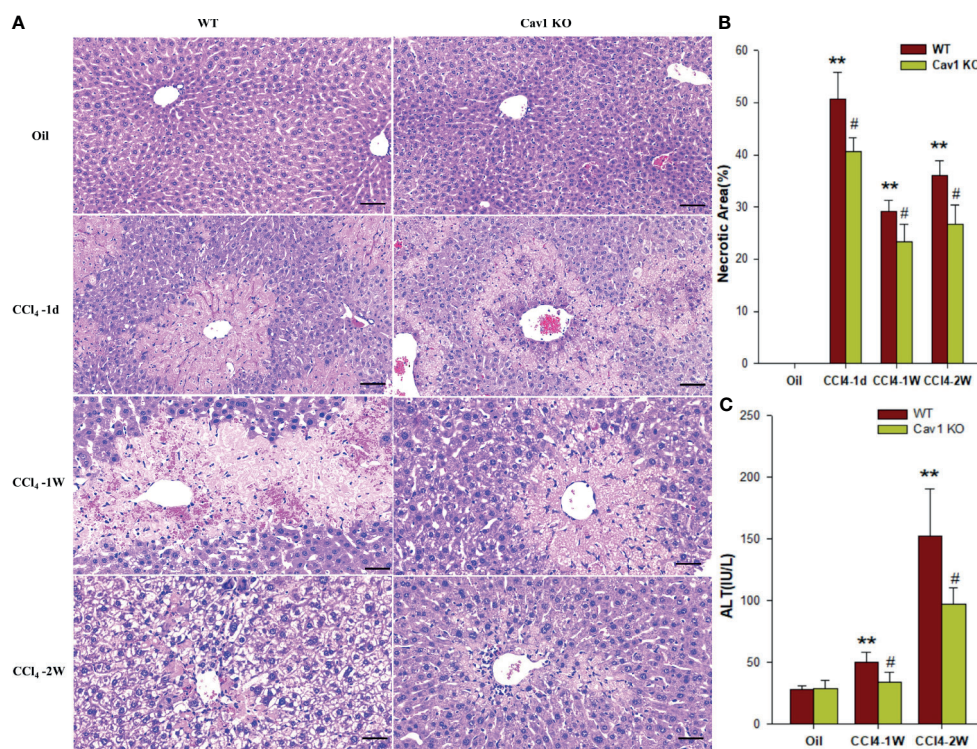 A
WT
Cav1 KO
Oil
CCl₄ -1d
CCl₄ -1W
CCl₄ -2W
B
WT
Cav1 KO
Necrotic Area(%)
60
50
40
30
20
10
0
**
#
**
#
**
#
Oil
CCl4-1d
CCl4-1W
CCl4-2W
C
WT
Cav1 KO
ALT(IU/L)
250
200
150
100
50
0
**
#
**
#
Oil
CCl4-1W
CCl4-2W